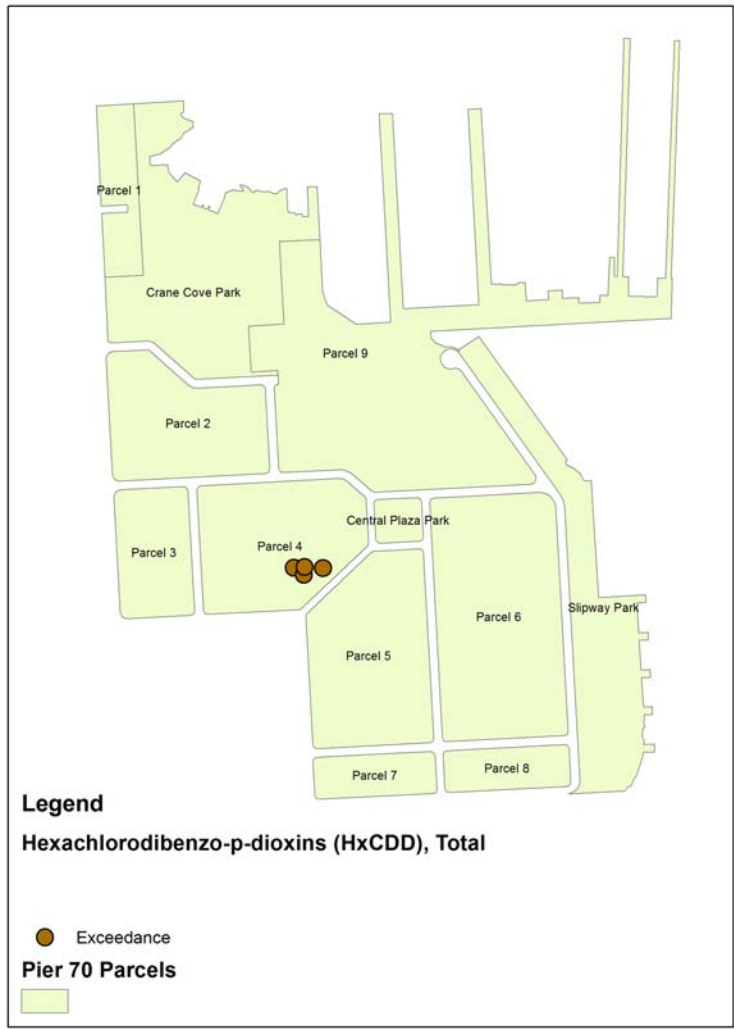 Parcel 1
Crane Cove Park
Parcel 9
Parcel 2
Central Plaza Park
Parcel 4
Parcel 3
Slipway Park
Parcel 6
Parcel 5
Parcel 8
Parcel 7
Legend
Hexachlorodibenzo-p-dioxins (HxCDD), Total
Exceedance
Pier 70 Parcels